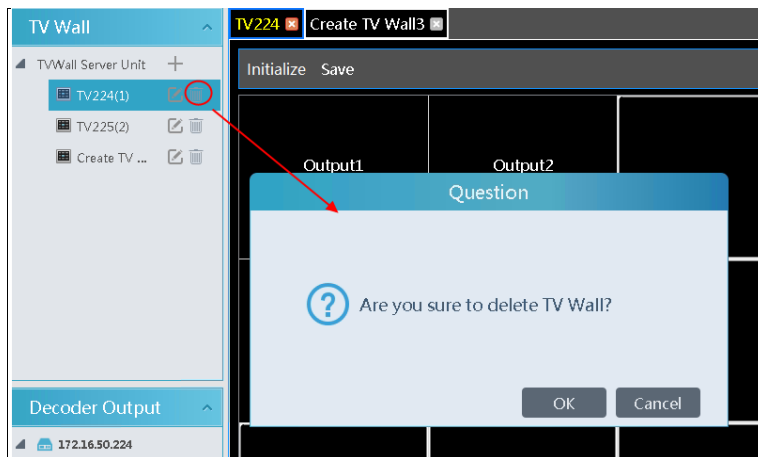 TV Wall
TV224
Create TV Wall3
TVWall Server Unit
Initialize Save
TV224(1)
TV225(2)
Create TV ...
Output1
Output2
Question
Are you sure to delete TV Wall?
OK
Cancel
Decoder Output
172.16.50.224